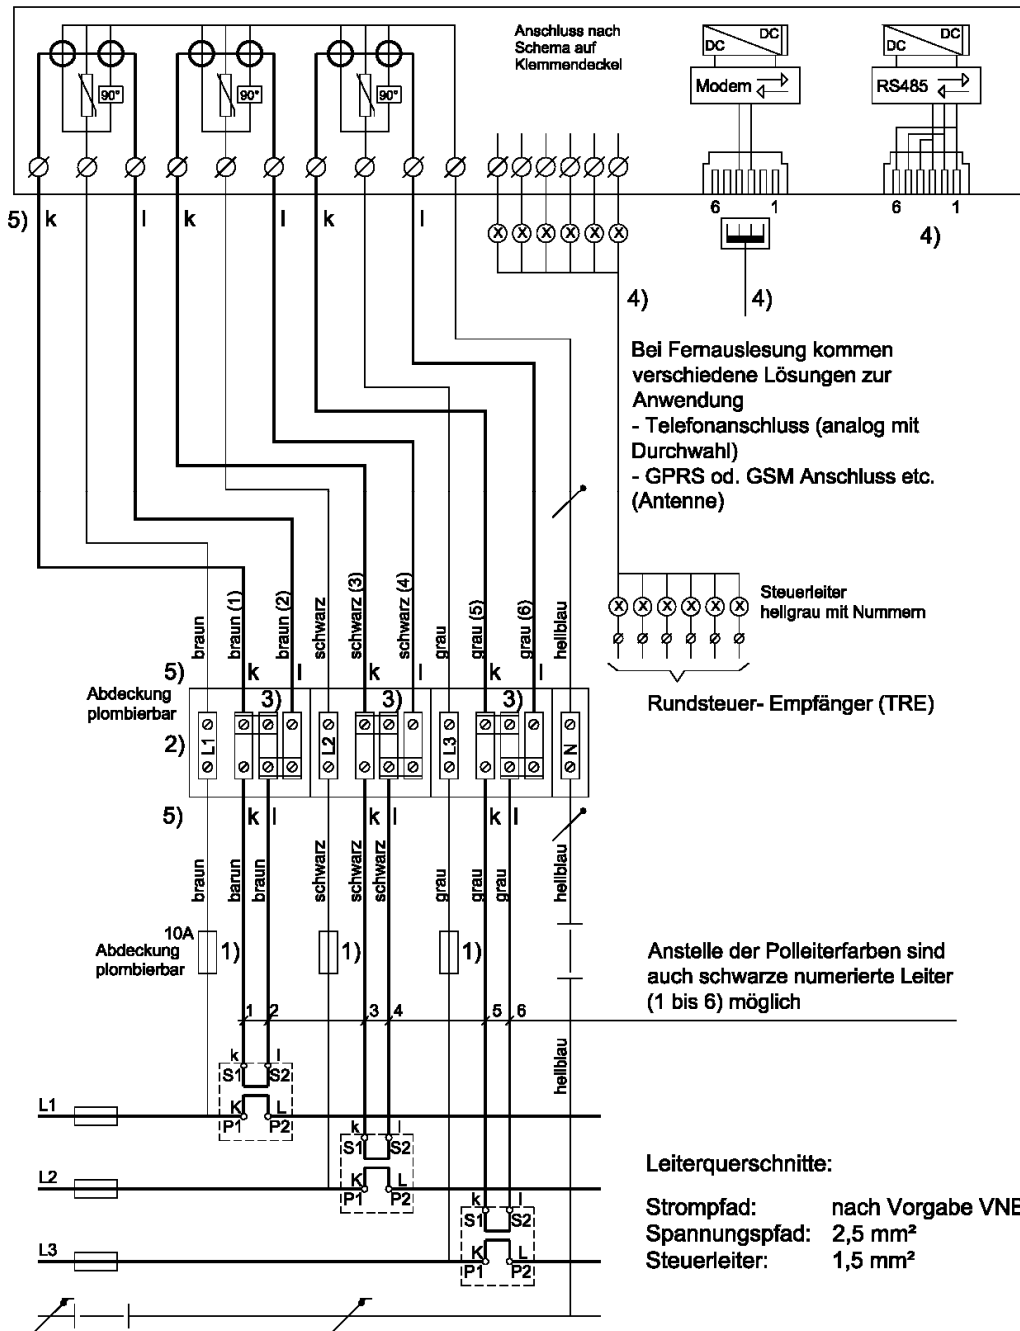 Anschluss nach
Schema auf
Klemmendeckel
DC
DC
DC
DC
90°
90°
90°
Modem
RS485
6 1
6 1
5) k l k l k l
4)
4)
4)
Bei Fernauslesung kommen
verschiedene Lösungen zur
Anwendung
- Telefonanschluss (analog mit
Durchwahl)
- GPRS od. GSM Anschluss etc.
(Antenne)
Steuerleiter
hellgrau mit Nummern
Rundsteuer- Empfänger (TRE)
braun
braun (1)
braun (2)
schwarz
schwarz (3)
schwarz (4)
grau
grau (5)
grau (6)
hellblau
5) k l k l k l
Abdeckung
plombierbar
3) 3) 3)
2) L1 L2 L3 N
5) k l k l k l
braun
barun
braun
schwarz
schwarz
schwarz
grau
grau
grau
hellblau
10A
Abdeckung
plombierbar
1) 1) 1)
Anstelle der Polleiterfarben sind
auch schwarze numerierte Leiter
(1 bis 6) möglich
1 2 3 4 5 6
hellblau
k l
S1 S2
L1 K L
P1 P2
k l
S1 S2
L2 K L
P1 P2
k l
S1 S2
L3 K L
P1 P2
Leiterquerschnitte:
Strompfad: nach Vorgabe VNE
Spannungspfad: 2,5 mm²
Steuerleiter: 1,5 mm²